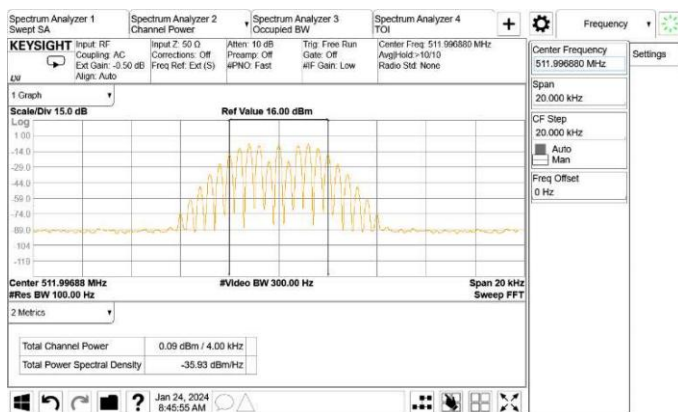 Spectrum Analyzer 1
Swept SA
Spectrum Analyzer 2
Channel Power
Spectrum Analyzer 3
Occupied BW
Spectrum Analyzer 4
TOI
+
Frequency
KEYSIGHT
Input: RF
Coupling: AC
Ext Gain: -0.50 dB
Align: Auto
Input Z: 50 Ω
Corrections: Off
Freq Ref: Ext (S)
Atten: 10 dB
Preamp: Off
#PNO: Fast
Trig: Free Run
Gate: Off
#IF Gain: Low
Center Freq: 511.996880 MHz
Avg|Hold:>10/10
Radio Std: None
Center Frequency
511.996880 MHz
Settings
Span
20.000 kHz
CF Step
20.000 kHz
Auto
Man
Freq Offset
0 Hz
1 Graph
Scale/Div 15.0 dB
Ref Value 16.00 dBm
Log
1.00
-14.0
-29.0
-44.0
-59.0
-74.0
-89.0
-104
-119
Center 511.99688 MHz
#Video BW 300.00 Hz
Span 20 kHz
#Res BW 100.00 Hz
Sweep FFT
2 Metrics
Total Channel Power 0.09 dBm / 4.00 kHz
Total Power Spectral Density -35.93 dBm/Hz
?
Jan 24, 2024
8:45:55 AM